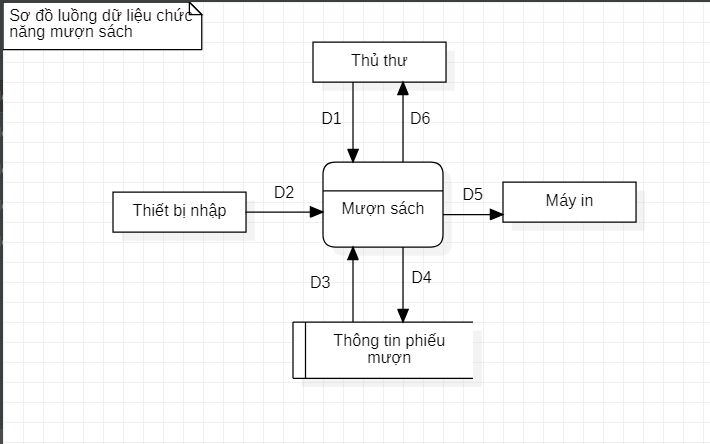 Sơ đồ luồng dữ liệu chức
năng mượn sách
Thủ thư
D1
D6
D2
D5
Thiết bị nhập
Mượn sách
Máy in
D3
D4
Thông tin phiếu
mượn